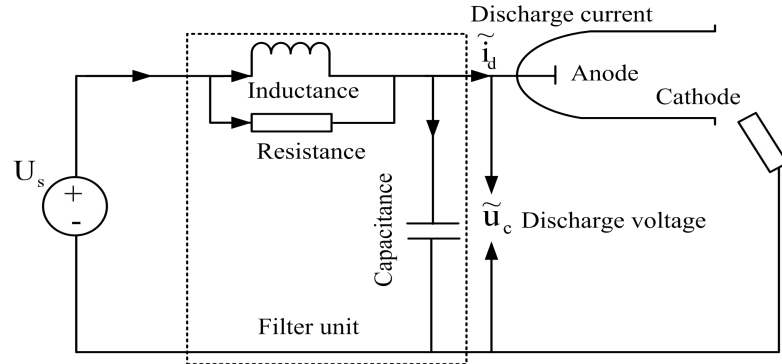 Discharge current
ĩd
Anode
Cathode
Inductance
Resistance
Us
+
-
Capacitance
ũc Discharge voltage
Filter unit